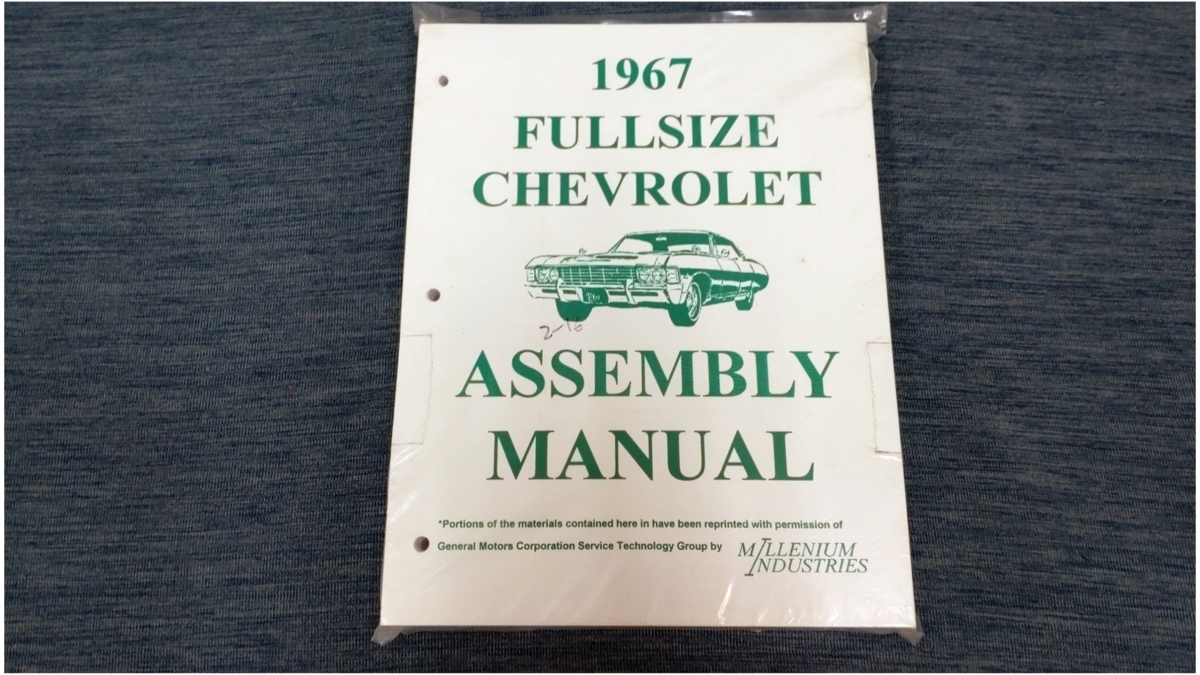 1967
FULLSIZE
CHEVROLET
2-16
ASSEMBLY
MANUAL
*Portions of the materials contained here in have been reprinted with permission of
General Motors Corporation Service Technology Group by MILLENIUM INDUSTRIES